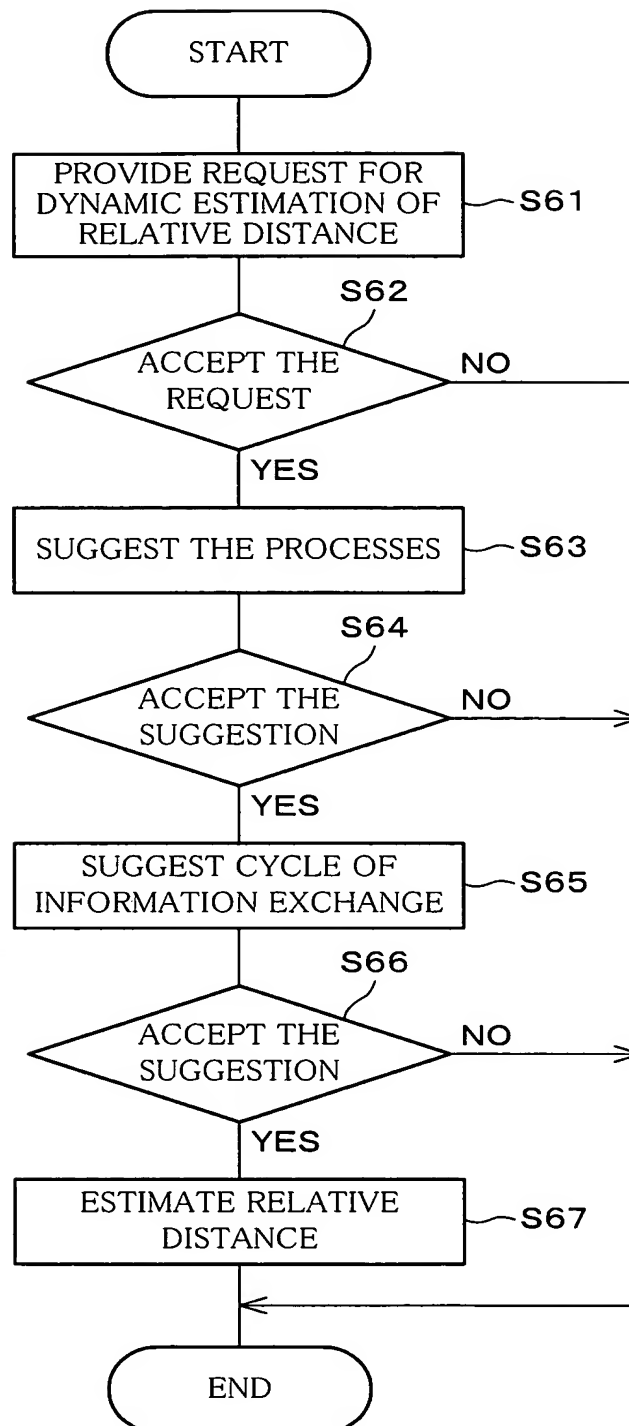 START
PROVIDE REQUEST FOR
DYNAMIC ESTIMATION OF
RELATIVE DISTANCE
S61
S62
ACCEPT THE
REQUEST
NO
YES
SUGGEST THE PROCESSES
S63
S64
ACCEPT THE
SUGGESTION
NO
YES
SUGGEST CYCLE OF
INFORMATION EXCHANGE
S65
S66
ACCEPT THE
SUGGESTION
NO
YES
ESTIMATE RELATIVE
DISTANCE
S67
END